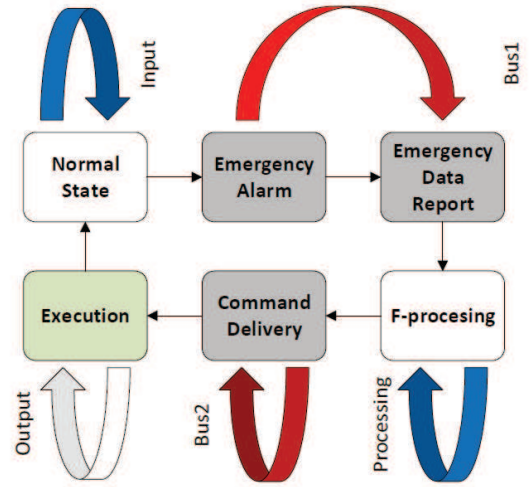 Input
Bus1
Normal
State
Emergency
Alarm
Emergency
Data
Report
Execution
Command
Delivery
F-procesing
Output
Bus2
Processing